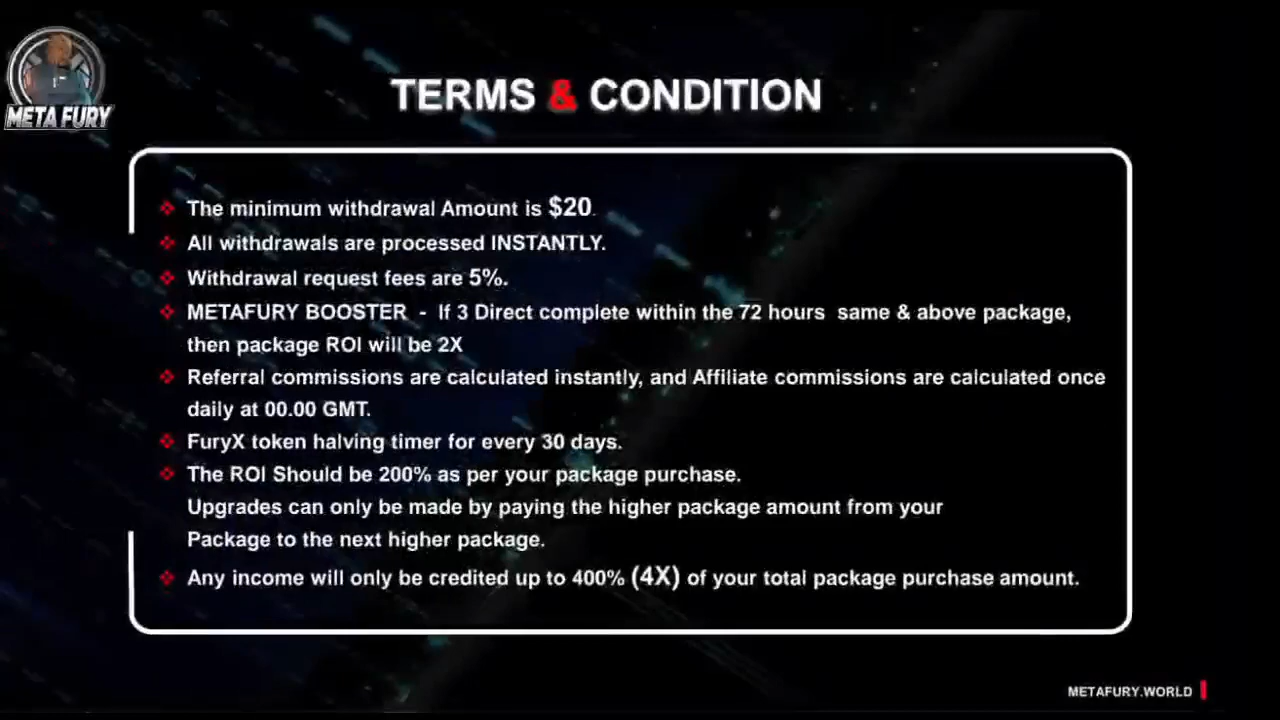 META FURY
TERMS & CONDITION
The minimum withdrawal Amount is $20.
All withdrawals are processed INSTANTLY.
Withdrawal request fees are 5%.
METAFURY BOOSTER - If 3 Direct complete within the 72 hours same & above package,
then package ROI will be 2X
Referral commissions are calculated instantly, and Affiliate commissions are calculated once
daily at 00.00 GMT.
FuryX token halving timer for every 30 days.
The ROI Should be 200% as per your package purchase.
Upgrades can only be made by paying the higher package amount from your
Package to the next higher package.
Any income will only be credited up to 400% (4X) of your total package purchase amount.
METAFURY.WORLD